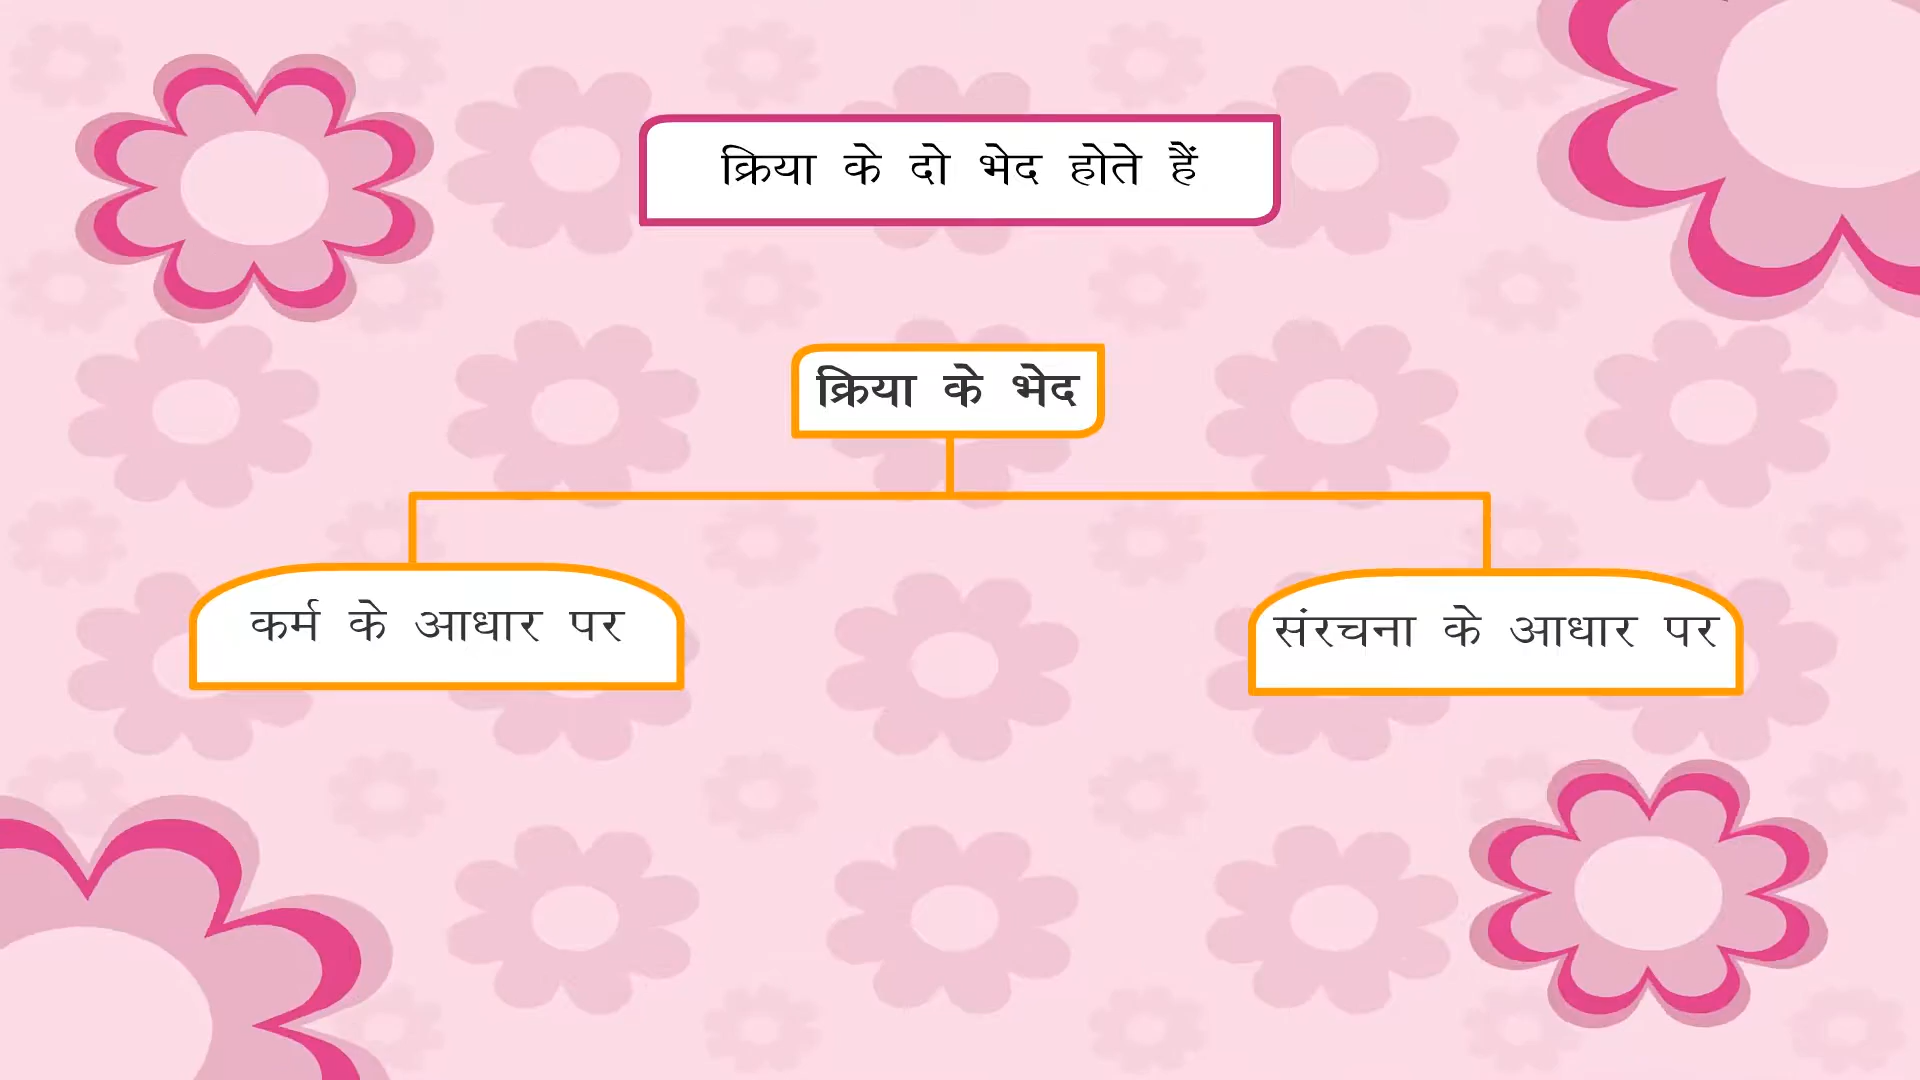 क्रिया के दो भेद होते हैं
क्रिया के भेद
कर्म के आधार पर
संरचना के आधार पर